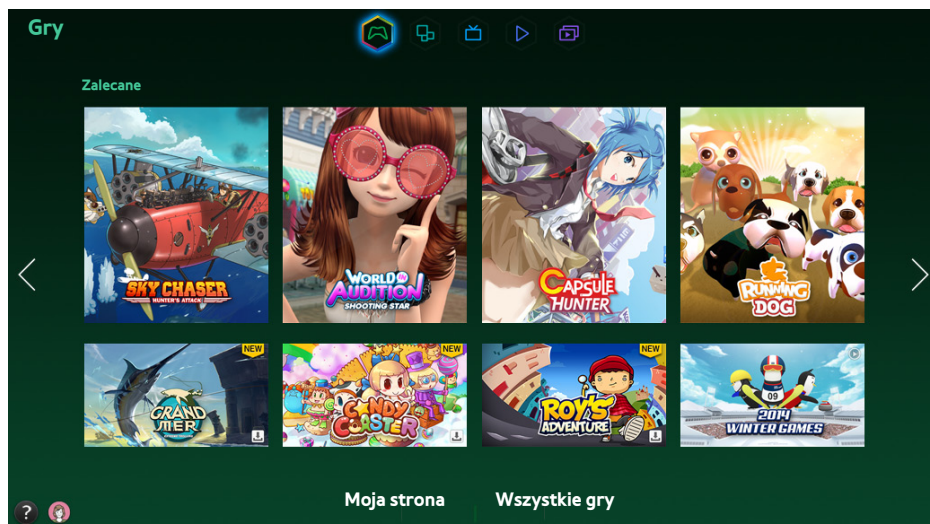 Gry
Zalecane
SKY CHASER
HUNTER'S ATTACK!
WORLD IN
AUDITION
SHOOTING STAR
CAPSULE
HUNTER
RUNNING
DOG
NEW
GRAND
MER
NEW
CANDY
COASTER
NEW
ROY'S
ADVENTURE
09
2014
WINTER GAMES
Moja strona
Wszystkie gry
?